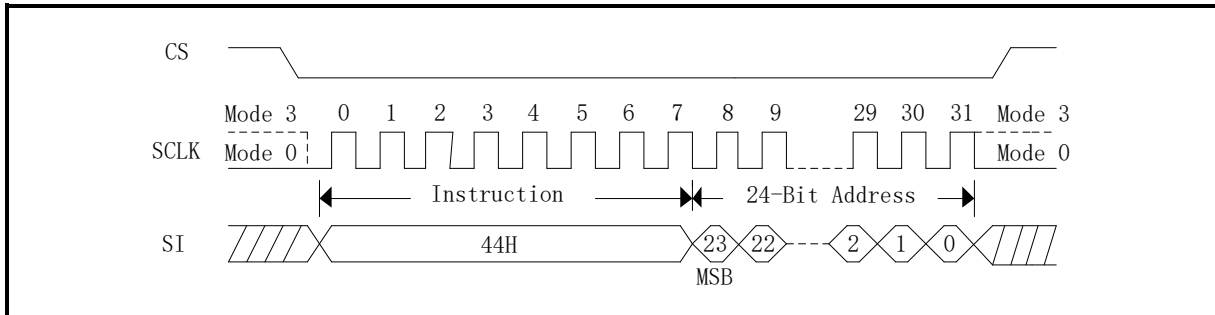 CS
Mode 3 0 1 2 3 4 5 6 7 8 9 29 30 31 Mode 3
SCLK Mode 0 Mode 0
Instruction 24-Bit Address
SI 44H 23 22 2 1 0
MSB